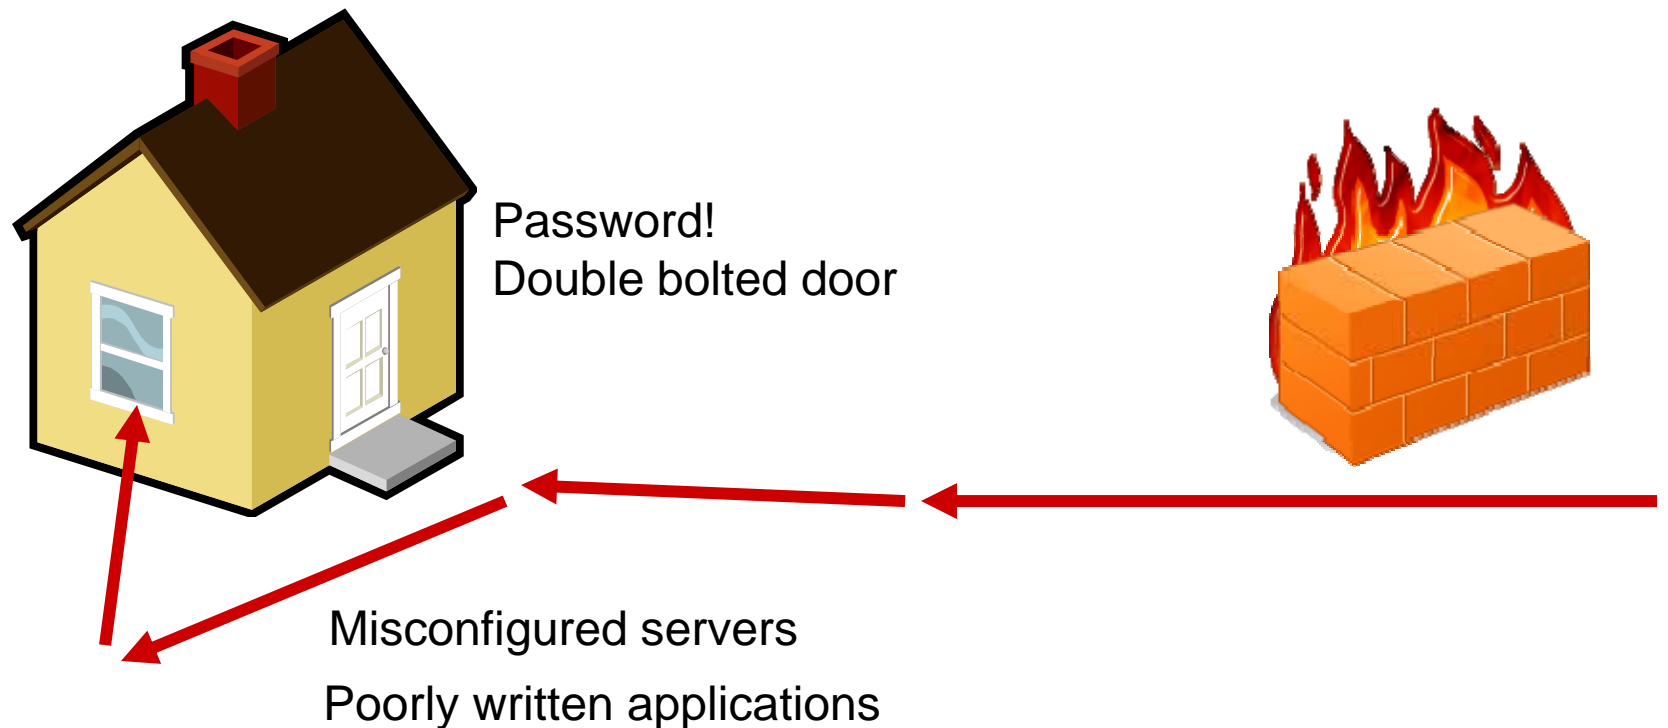 Password!
Double bolted door
Misconfigured servers
Poorly written applications